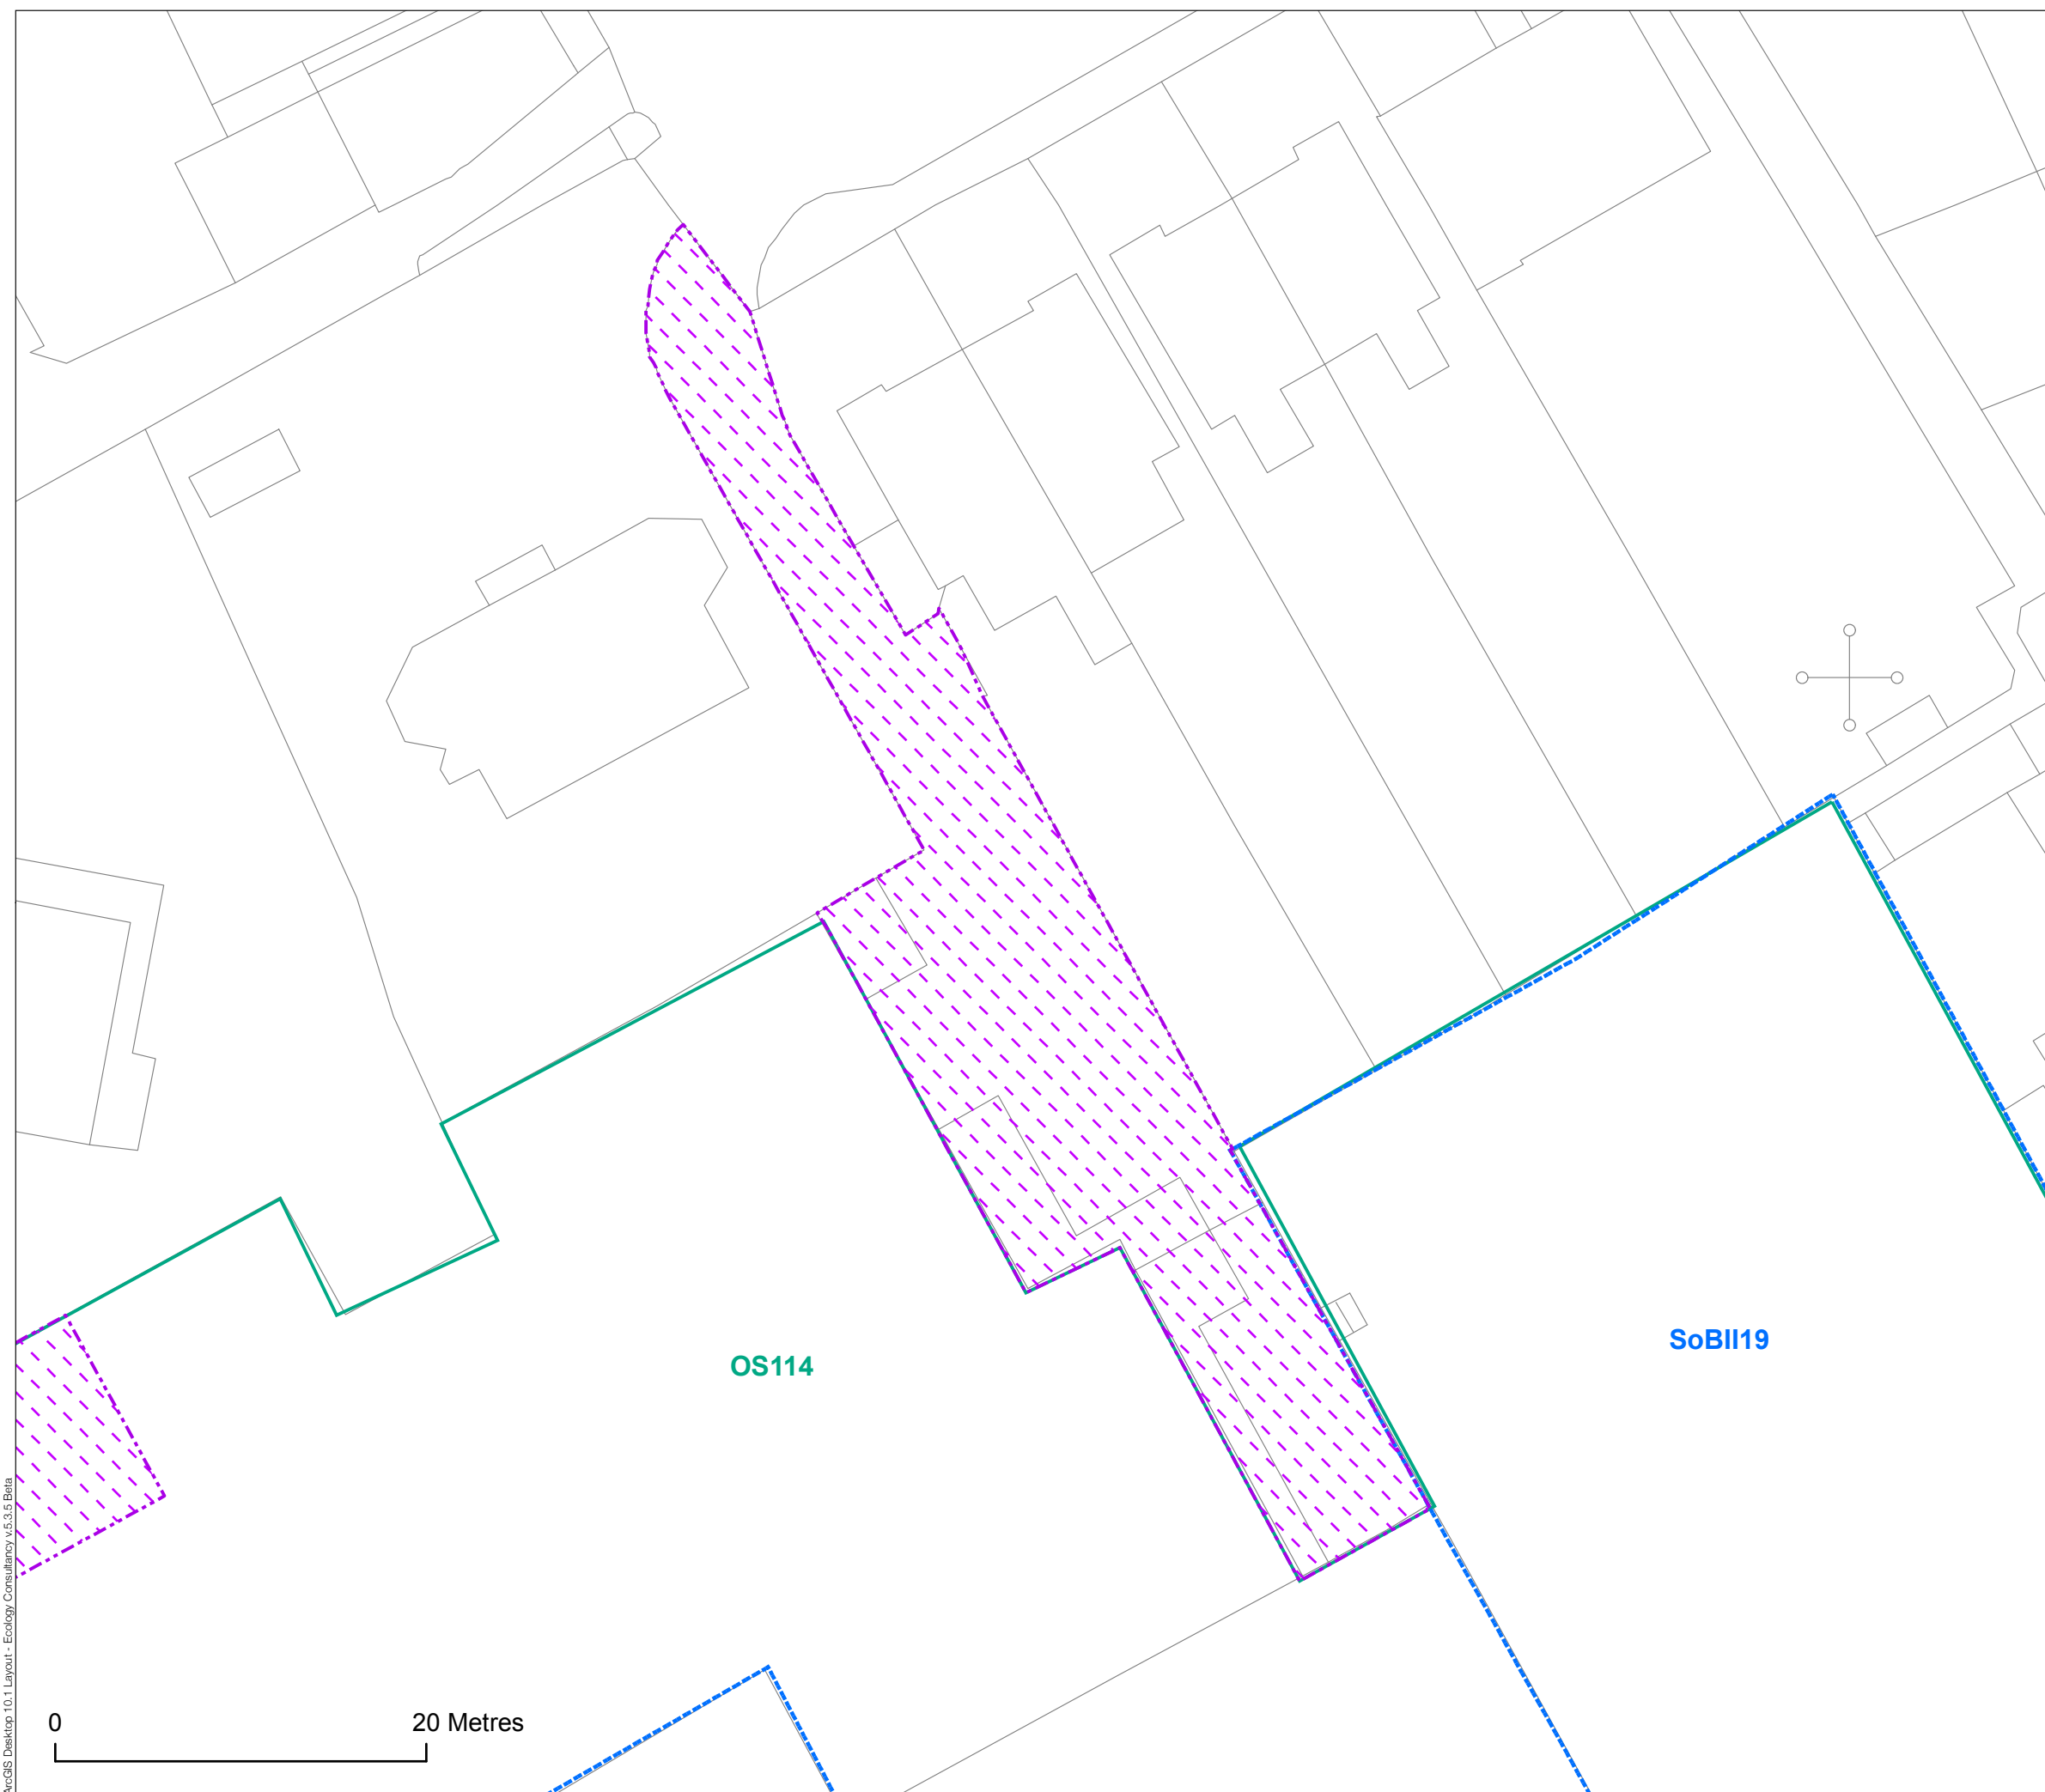 OS114
SoBII19
0 20 Metres
ArcGIS Desktop 10.1 Layout - Ecology Consultancy v.5.3.5 Beta